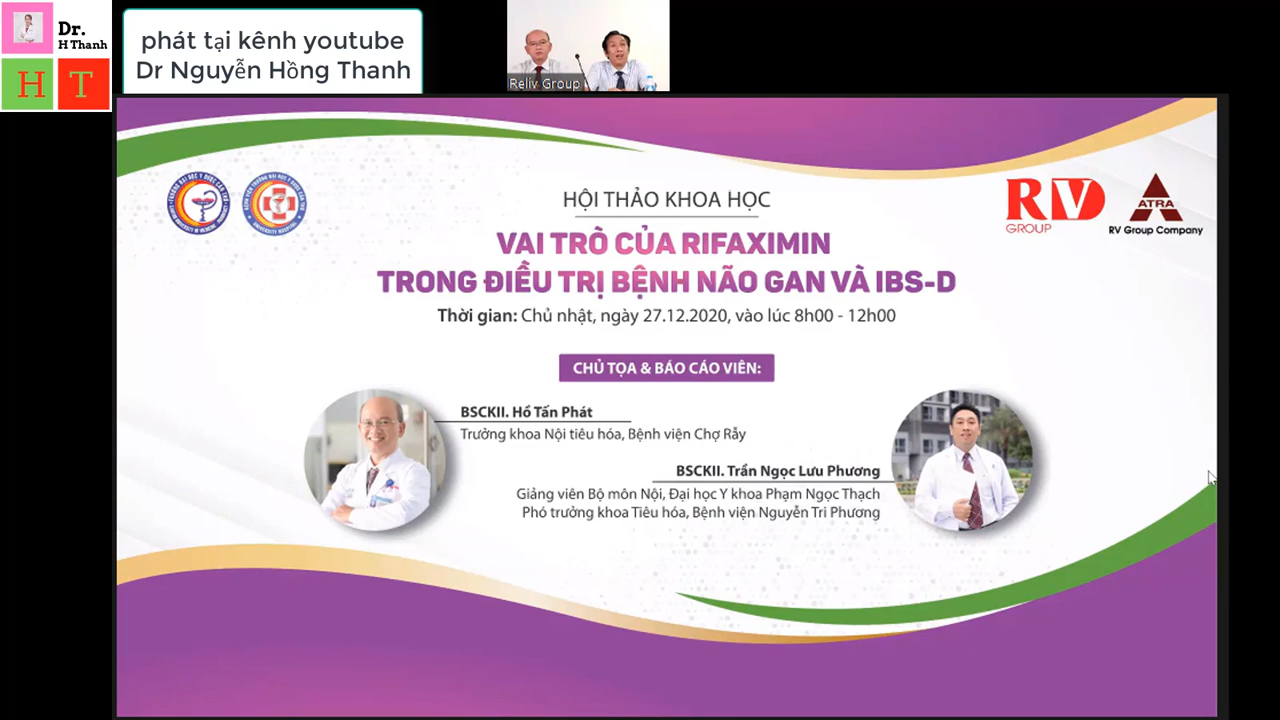 Dr.
H Thanh
H T
phát tại kênh youtube
Dr Nguyễn Hồng Thanh
Reliv Group
RV
GROUP
ATRA
RV Group Company
HỘI THẢO KHOA HỌC
VAI TRÒ CỦA RIFAXIMIN
TRONG ĐIỀU TRỊ BỆNH NÃO GAN VÀ IBS-D
Thời gian: Chủ nhật, ngày 27.12.2020, vào lúc 8h00 - 12h00
CHỦ TỌA & BÁO CÁO VIÊN:
BSCKII. Hồ Tấn Phát
Trưởng khoa Nội tiêu hóa, Bệnh viện Chợ Rẫy
BSCKII. Trần Ngọc Lưu Phương
Giảng viên Bộ môn Nội, Đại học Y khoa Phạm Ngọc Thạch
Phó trưởng khoa Tiêu hóa, Bệnh viện Nguyễn Tri Phương